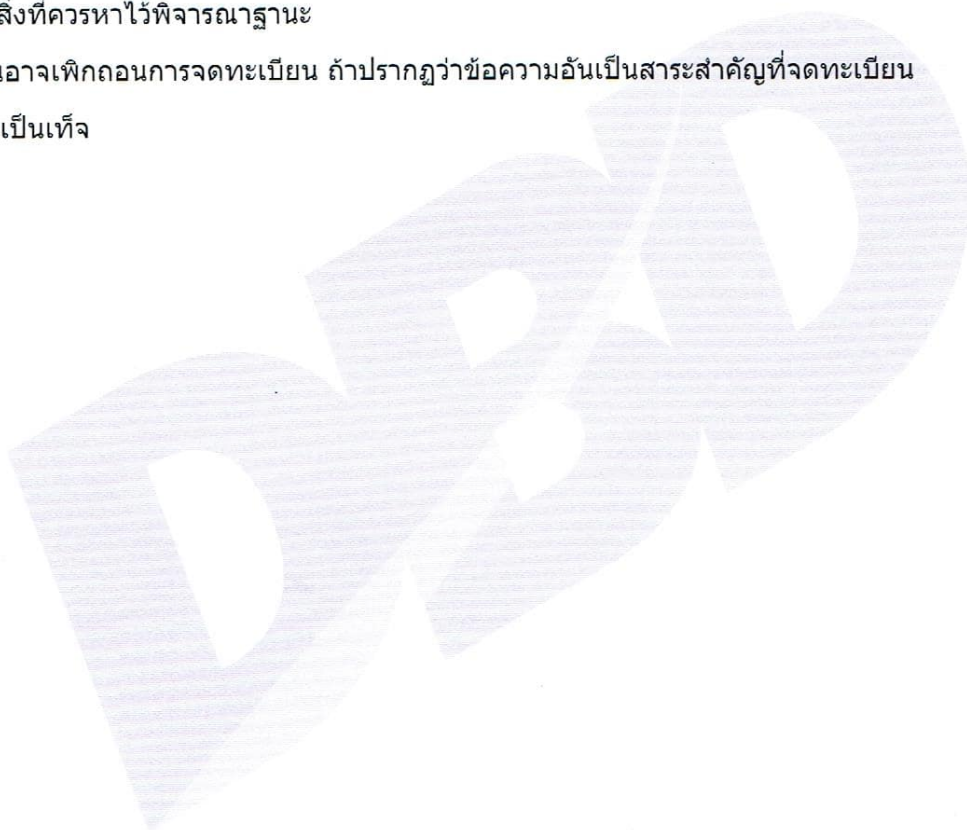 สิ่งที่ควรหาไว้พิจารณาฐานะ
อาจเพิกถอนการจดทะเบียน ถ้าปรากฏว่าข้อความอันเป็นสาระสำคัญที่จดทะเบียน
เป็นเท็จ
DBD